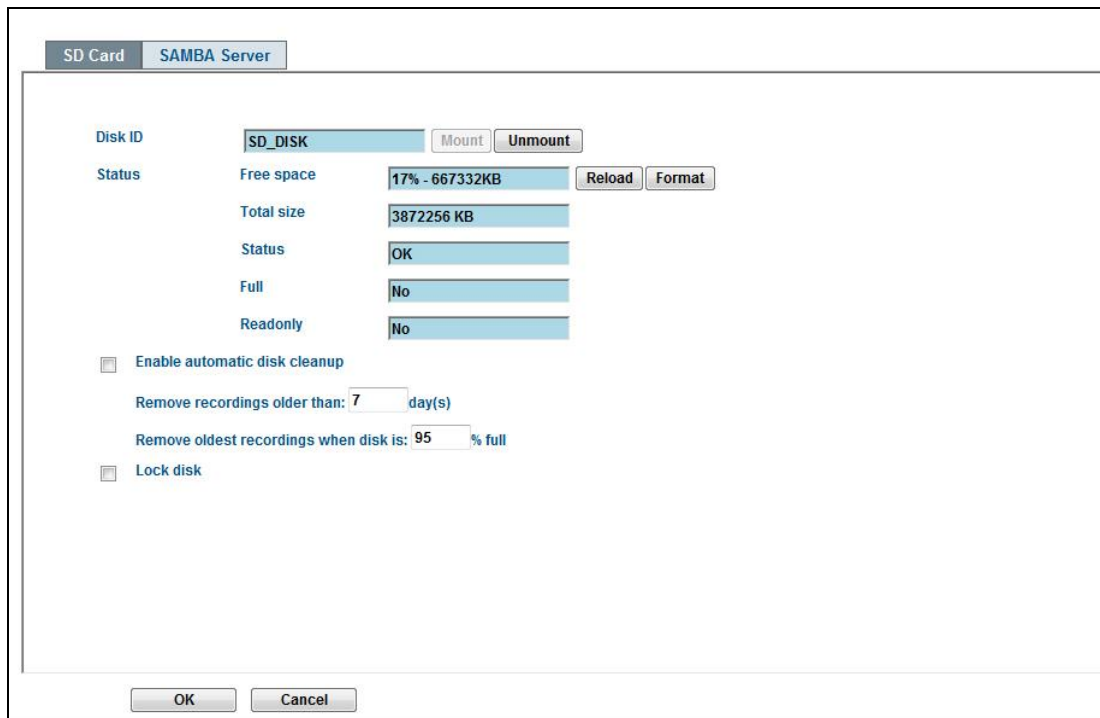 SD Card SAMBA Server
Disk ID SD_DISK Mount Unmount
Status Free space 17% - 667332KB Reload Format
Total size 3872256 KB
Status OK
Full No
Readonly No
Enable automatic disk cleanup
Remove recordings older than: 7 day(s)
Remove oldest recordings when disk is: 95 % full
Lock disk
OK Cancel